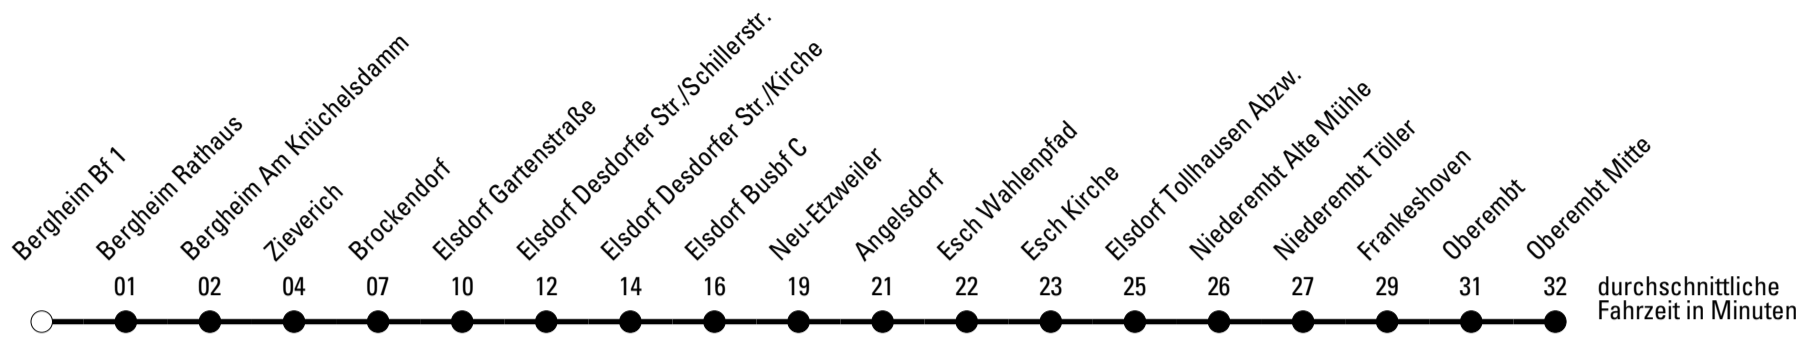 Bergheim Bf 1
Bergheim Rathaus
Bergheim Am Knüchelsdamm
Zieverich
Brockendorf
Elsdorf Gartenstraße
Elsdorf Desdorfer Str./Schillerstr.
Elsdorf Desdorfer Str./Kirche
Elsdorf Busbf C
Neu-Etzweiler
Angelsdorf
Esch Wahlenpfad
Esch Kirche
Elsdorf Tollhausen Abzw.
Niederembt Alte Mühle
Niederembt Töller
Frankeshoven
Oberembt
Oberembt Mitte
01 02 04 07 10 12 14 16 19 21 22 23 25 26 27 29 31 32
durchschnittliche
Fahrzeit in Minuten